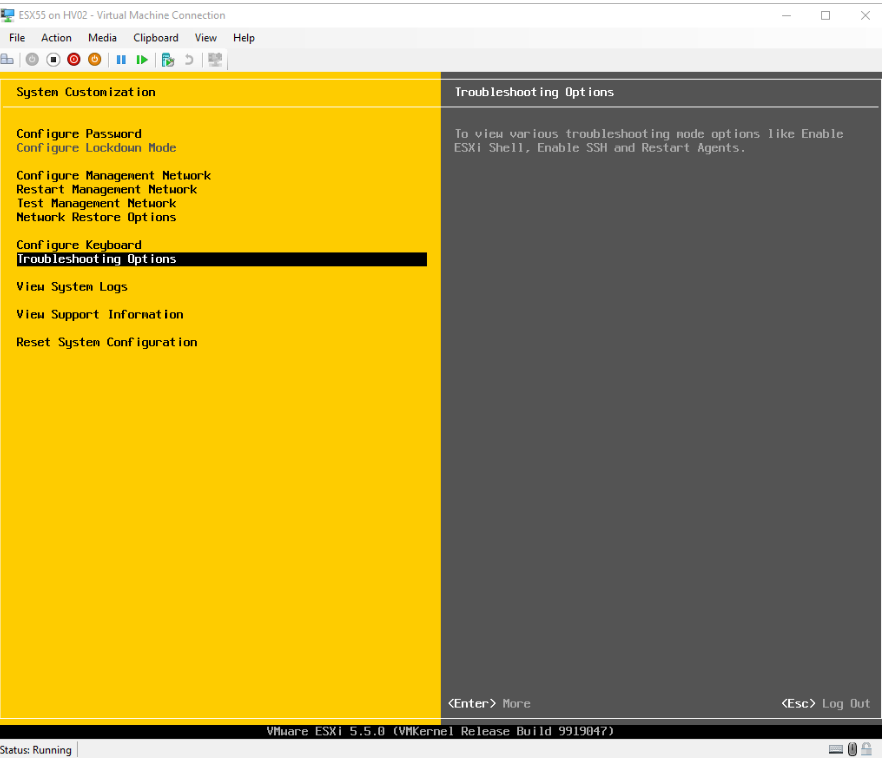 ESX55 on HV02 - Virtual Machine Connection
File Action Media Clipboard View Help
System Customization
Configure Password
Configure Lockdown Mode
Configure Management Network
Restart Management Network
Test Management Network
Network Restore Options
Configure Keyboard
Troubleshooting Options
View System Logs
View Support Information
Reset System Configuration
Troubleshooting Options
To view various troubleshooting mode options like Enable
ESXi Shell, Enable SSH and Restart Agents.
<Enter> More
<Esc> Log Out
VMware ESXi 5.5.0 (VMKernel Release Build 9919047)
Status: Running